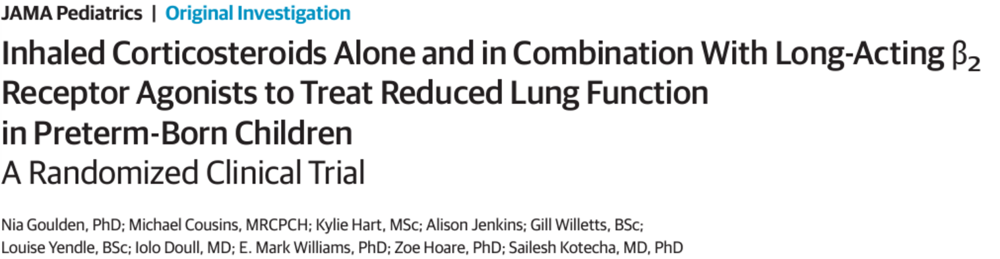 JAMA Pediatrics | Original Investigation
Inhaled Corticosteroids Alone and in Combination With Long-Acting β₂
Receptor Agonists to Treat Reduced Lung Function
in Preterm-Born Children
A Randomized Clinical Trial
Nia Goulden, PhD; Michael Cousins, MRCPCH; Kylie Hart, MSc; Alison Jenkins; Gill Willetts, BSc;
Louise Yendle, BSc; Iolo Doull, MD; E. Mark Williams, PhD; Zoe Hoare, PhD; Sailesh Kotecha, MD, PhD